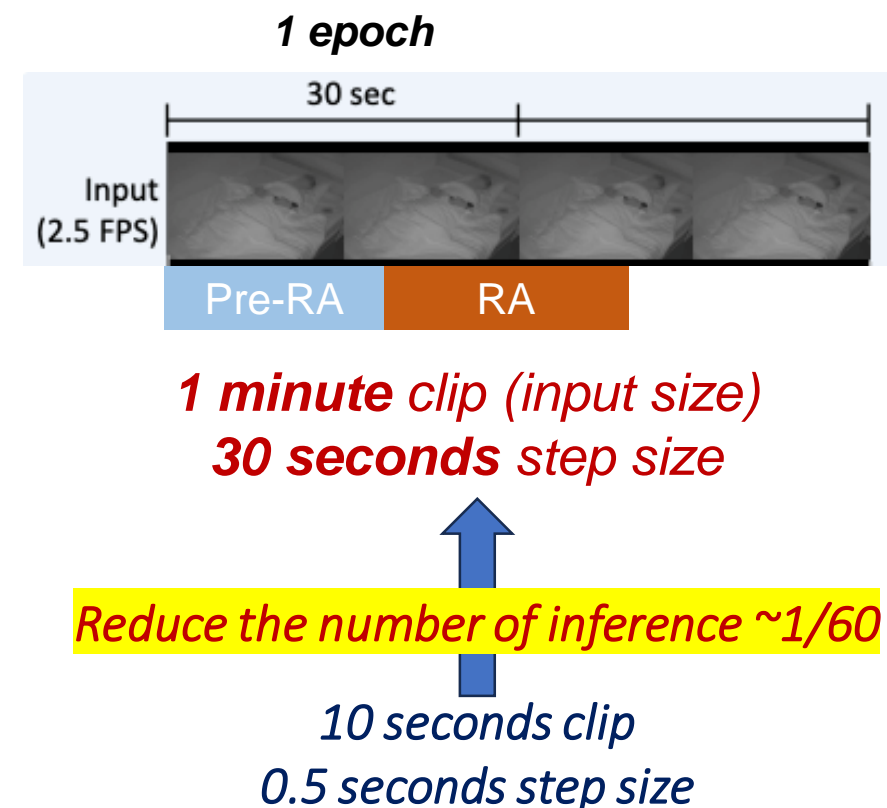 1 epoch
30 sec
Input
(2.5 FPS)
Pre-RA RA
1 minute clip (input size)
30 seconds step size
Reduce the number of inference ~1/60
10 seconds clip
0.5 seconds step size